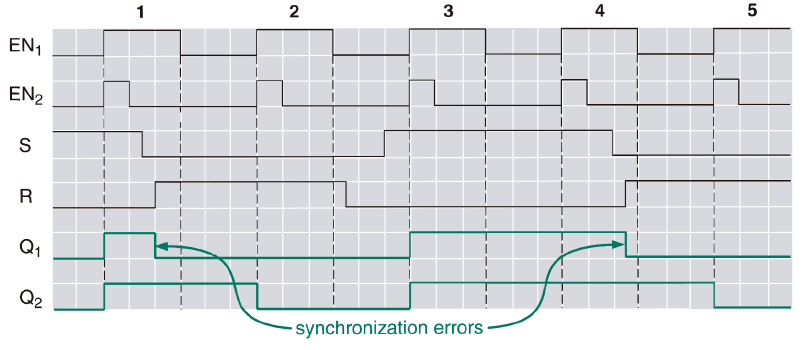 1 2 3 4 5
EN1
EN2
S
R
Q1
Q2
synchronization errors